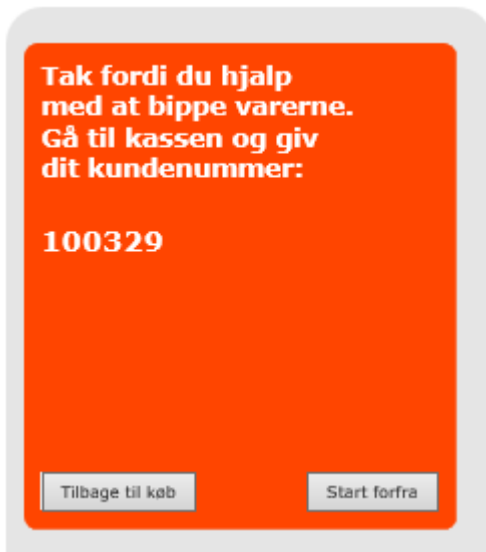 Tak fordi du hjalp
med at bippe varerne.
Gå til kassen og giv
dit kundenummer:
100329
Tilbage til køb
Start forfra